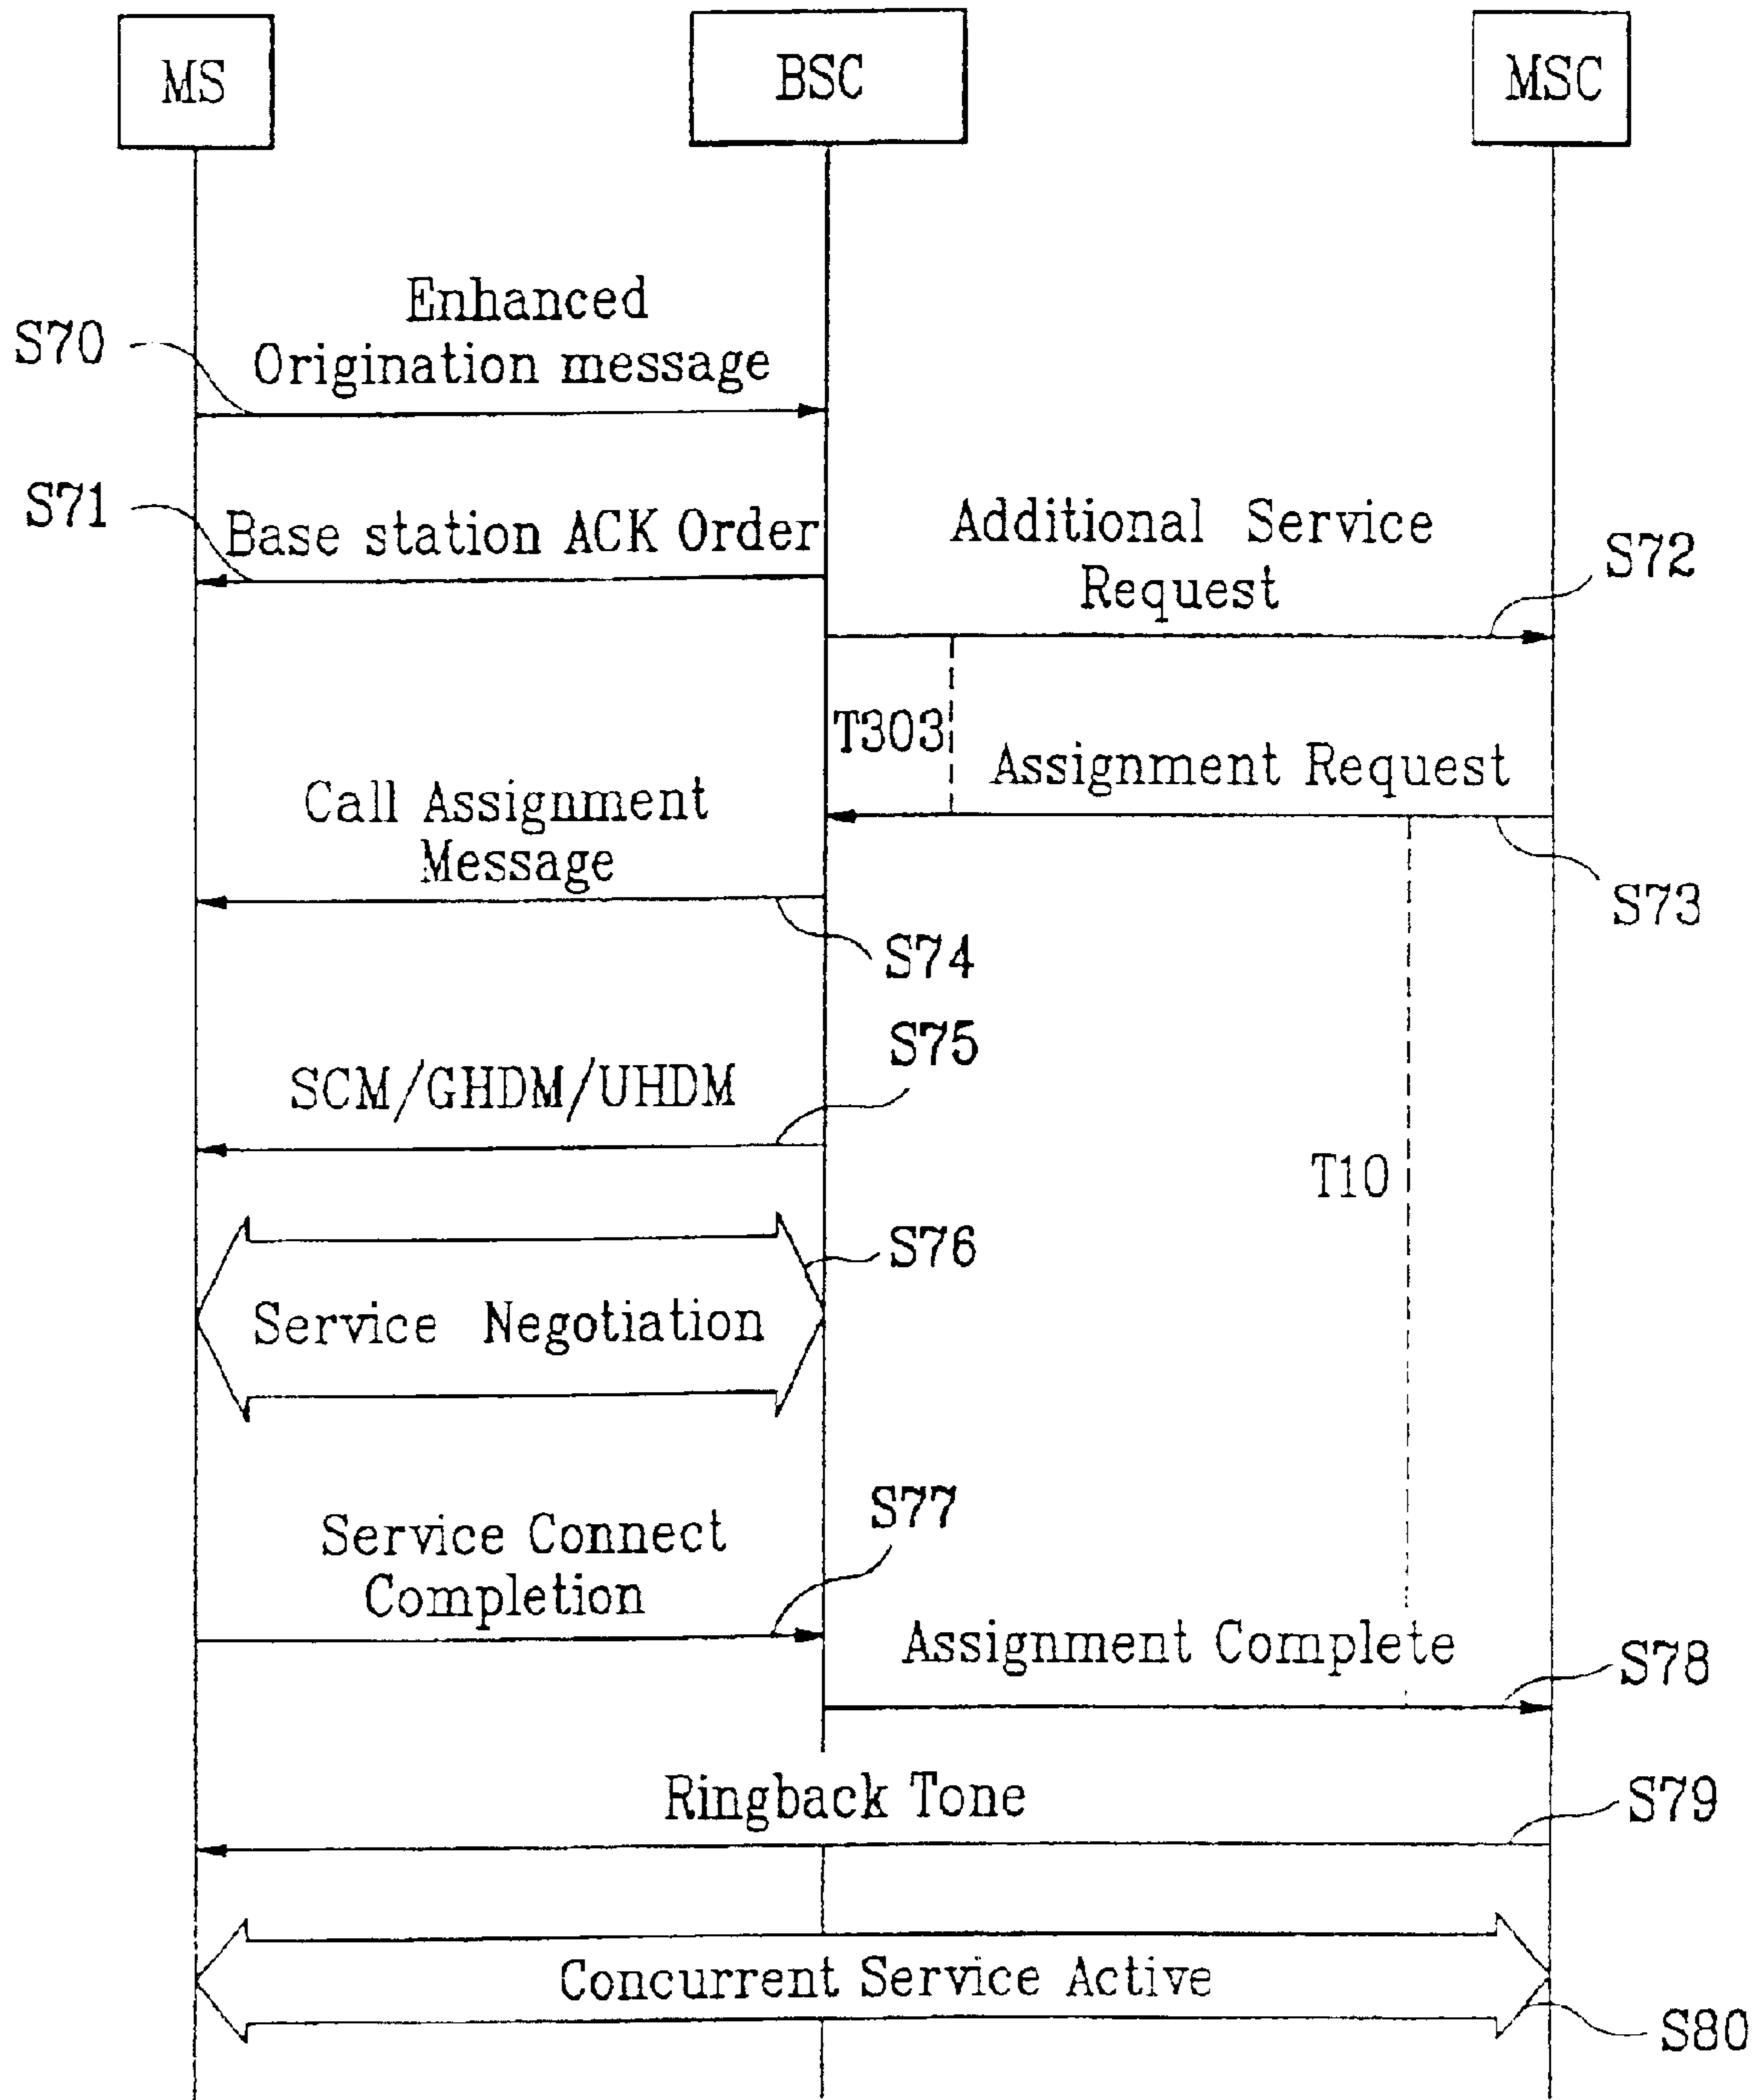 MS
BSC
MSC
Enhanced
Origination message
S70
S71
Base station ACK Order
Additional Service
Request
S72
T303
Assignment Request
Call Assignment
Message
S73
S74
S75
SCM/GHDM/UHDM
T10
S76
Service Negotiation
S77
Service Connect
Completion
Assignment Complete
S78
Ringback Tone
S79
Concurrent Service Active
S80